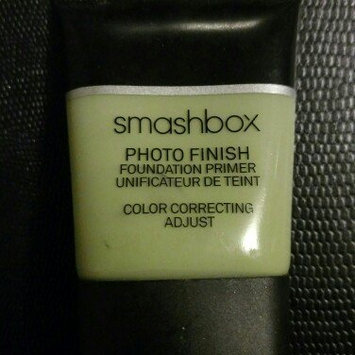 smashbox
PHOTO FINISH
FOUNDATION PRIMER
UNIFICATEUR DE TEINT
COLOR CORRECTING
ADJUST